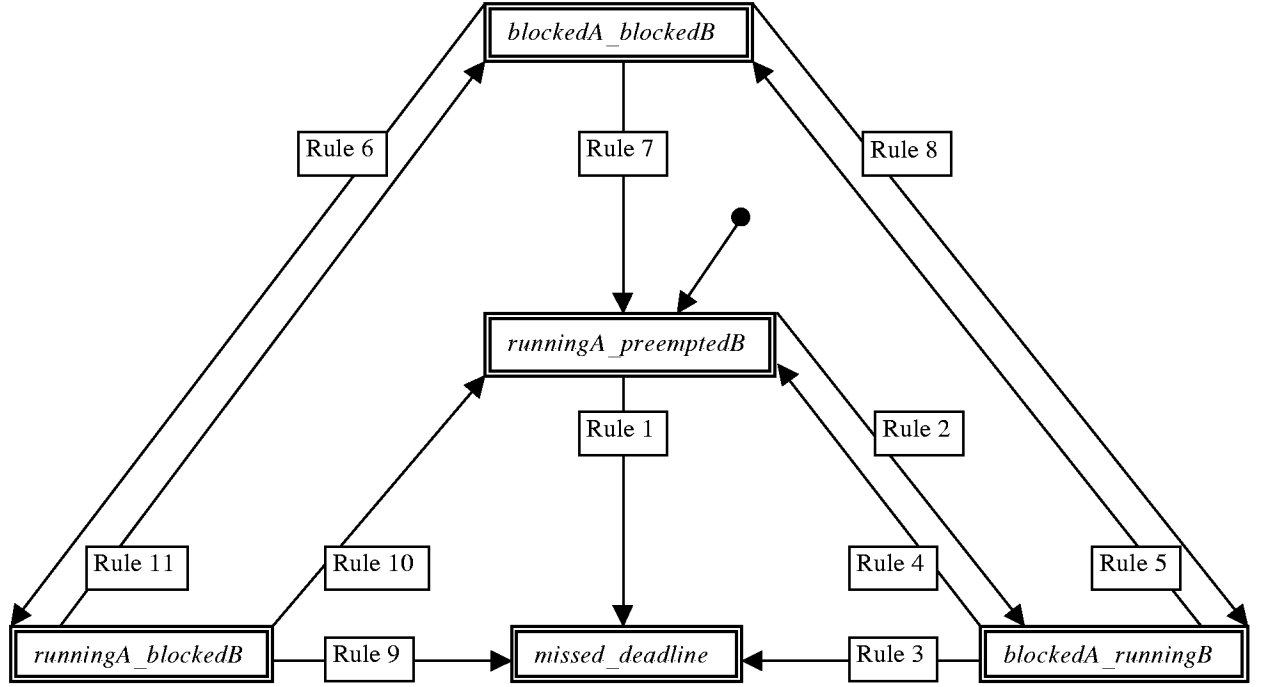 blockedA_blockedB
Rule 6
Rule 7
Rule 8
runningA_preemptedB
Rule 1
Rule 2
Rule 11
Rule 10
Rule 4
Rule 5
runningA_blockedB
Rule 9
missed_deadline
Rule 3
blockedA_runningB